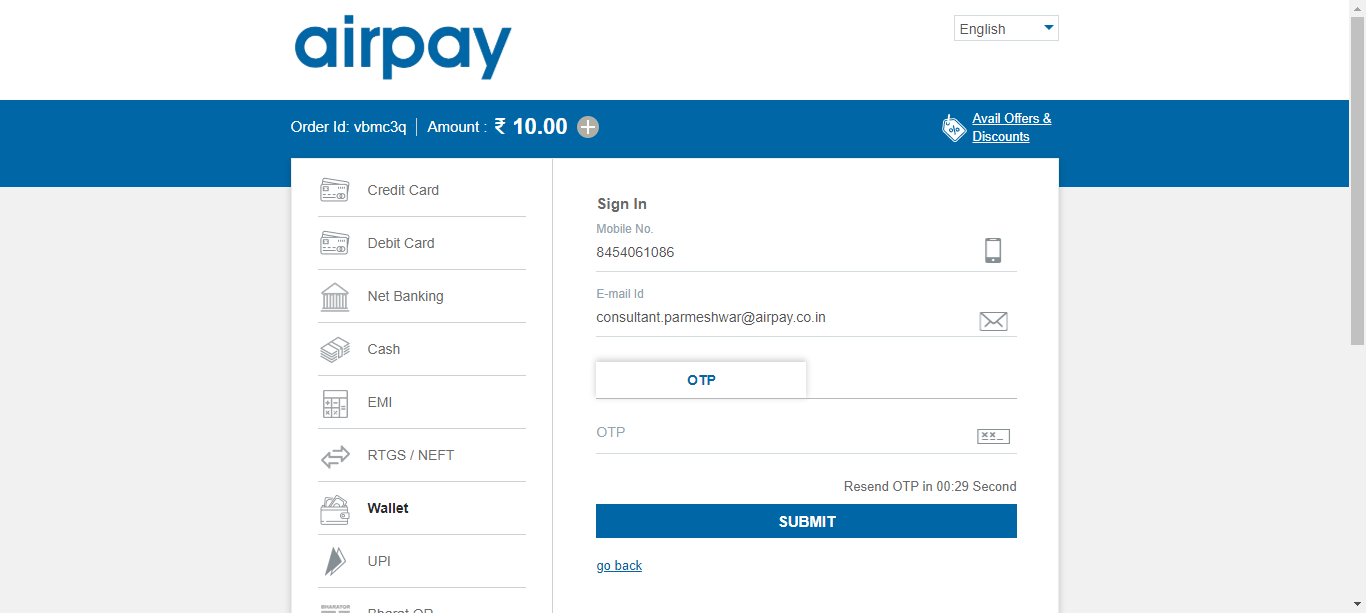 airpay
English
Order Id: vbmc3q
Amount : ₹ 10.00
Avail Offers &
Discounts
Credit Card
Debit Card
Net Banking
Cash
EMI
RTGS / NEFT
Wallet
UPI
Bharat QR
Sign In
Mobile No.
8454061086
E-mail Id
consultant.parmeshwar@airpay.co.in
OTP
OTP
Resend OTP in 00:29 Second
SUBMIT
go back